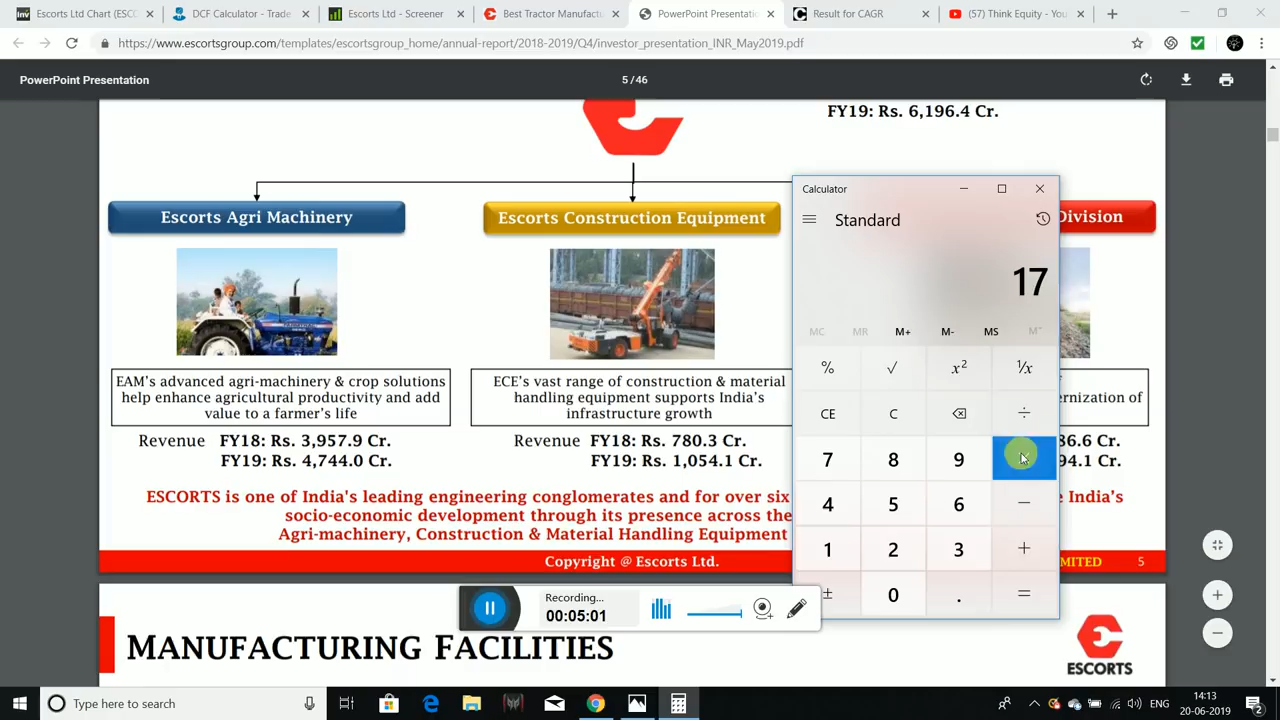 Escorts Ltd Chart (ESC
DCF Calculator - Trade
Escorts Ltd - Screener
Best Tractor Manufactu
PowerPoint Presentatio
Result for CAGR
(57) Think Equity - You
https://www.escortsgroup.com/templates/escortsgroup_home/annual-report/2018-2019/Q4/investor_presentation_INR_May2019.pdf
PowerPoint Presentation
5 / 46
FY19: Rs. 6,196.4 Cr.
Escorts Agri Machinery
Escorts Construction Equipment
Division
EAM's advanced agri-machinery & crop solutions
help enhance agricultural productivity and add
value to a farmer's life
ECE's vast range of construction & material
handling equipment supports India's
infrastructure growth
ernization of
Revenue FY18: Rs. 3,957.9 Cr.
FY19: Rs. 4,744.0 Cr.
Revenue FY18: Rs. 780.3 Cr.
FY19: Rs. 1,054.1 Cr.
86.6 Cr.
94.1 Cr.
ESCORTS is one of India's leading engineering conglomerates and for over six
e India's
socio-economic development through its presence across the
Agri-machinery, Construction & Material Handling Equipment
Copyright @ Escorts Ltd.
IMITED 5
MANUFACTURING FACILITIES
ESCORTS
Calculator
Standard
17
MC MR M+ M- MS M˅
% √ x² ¹/x
CE C ÷
7 8 9 ×
4 5 6 −
1 2 3 +
± 0 . =
Recording...
00:05:01
Type here to search
ENG
14:13
20-06-2019
2